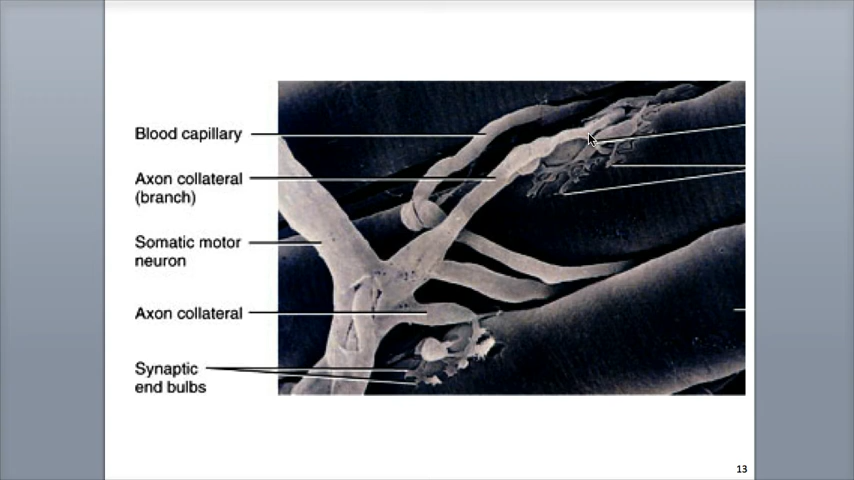 Blood capillary
Axon collateral
(branch)
Somatic motor
neuron
Axon collateral
Synaptic
end bulbs
13